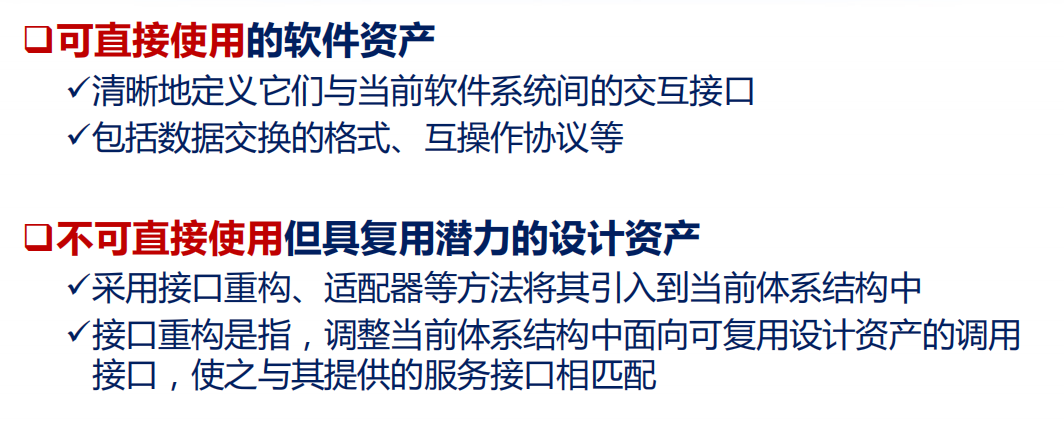 ❑可直接使用的软件资产
✓清晰地定义它们与当前软件系统间的交互接口
✓包括数据交换的格式、互操作协议等
❑不可直接使用但具复用潜力的设计资产
✓采用接口重构、适配器等方法将其引入到当前体系结构中
✓接口重构是指，调整当前体系结构中面向可复用设计资产的调用
接口，使之与其提供的服务接口相匹配